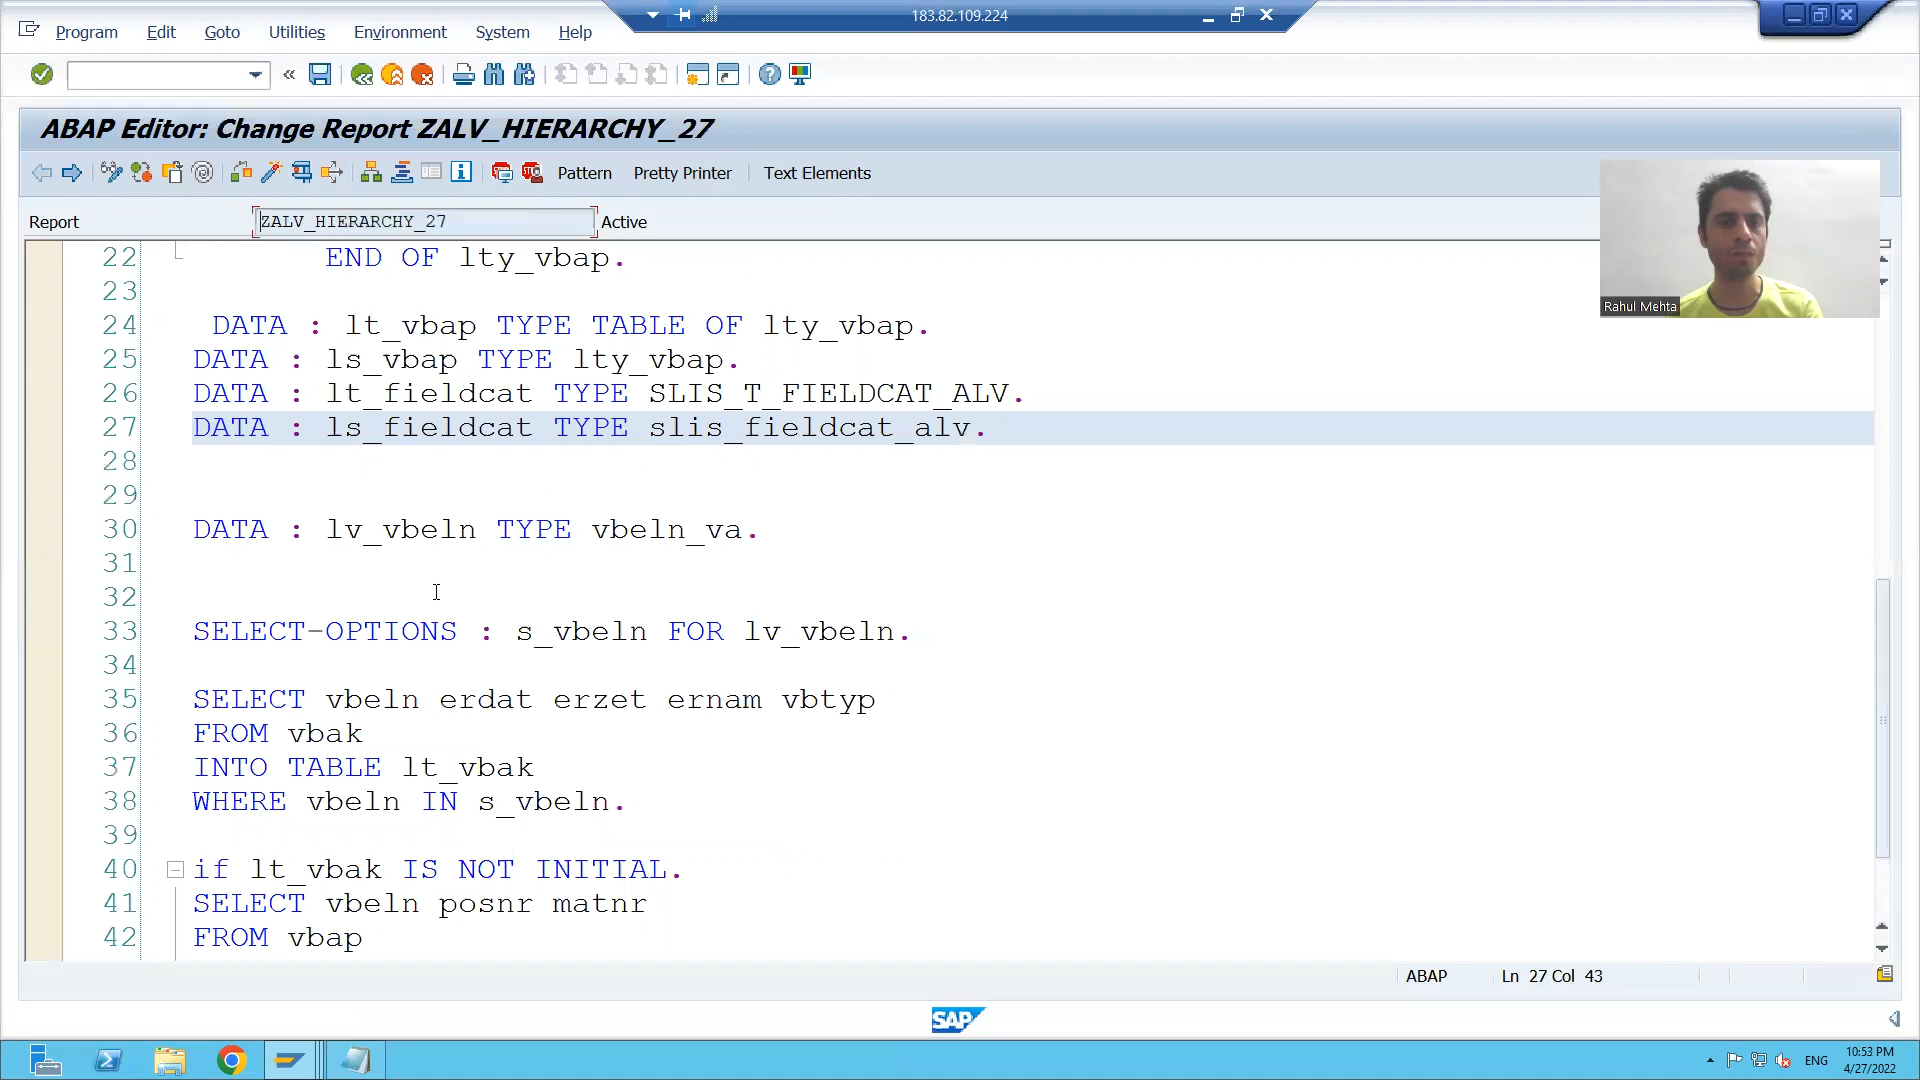 183.82.109.224
Program Edit Goto Utilities Environment System Help
ABAP Editor: Change Report ZALV_HIERARCHY_27
Pattern Pretty Printer Text Elements
Report ZALV_HIERARCHY_27 Active
22 END OF lty_vbap.
23
24 DATA : lt_vbap TYPE TABLE OF lty_vbap.
25 DATA : ls_vbap TYPE lty_vbap.
26 DATA : lt_fieldcat TYPE SLIS_T_FIELDCAT_ALV.
27 DATA : ls_fieldcat TYPE slis_fieldcat_alv.
28
29
30 DATA : lv_vbeln TYPE vbeln_va.
31
32
33 SELECT-OPTIONS : s_vbeln FOR lv_vbeln.
34
35 SELECT vbeln erdat erzet ernam vbtyp
36 FROM vbak
37 INTO TABLE lt_vbak
38 WHERE vbeln IN s_vbeln.
39
40 if lt_vbak IS NOT INITIAL.
41 SELECT vbeln posnr matnr
42 FROM vbap
Rahul Mehta
ABAP Ln 27 Col 43
SAP
ENG
10:53 PM
4/27/2022